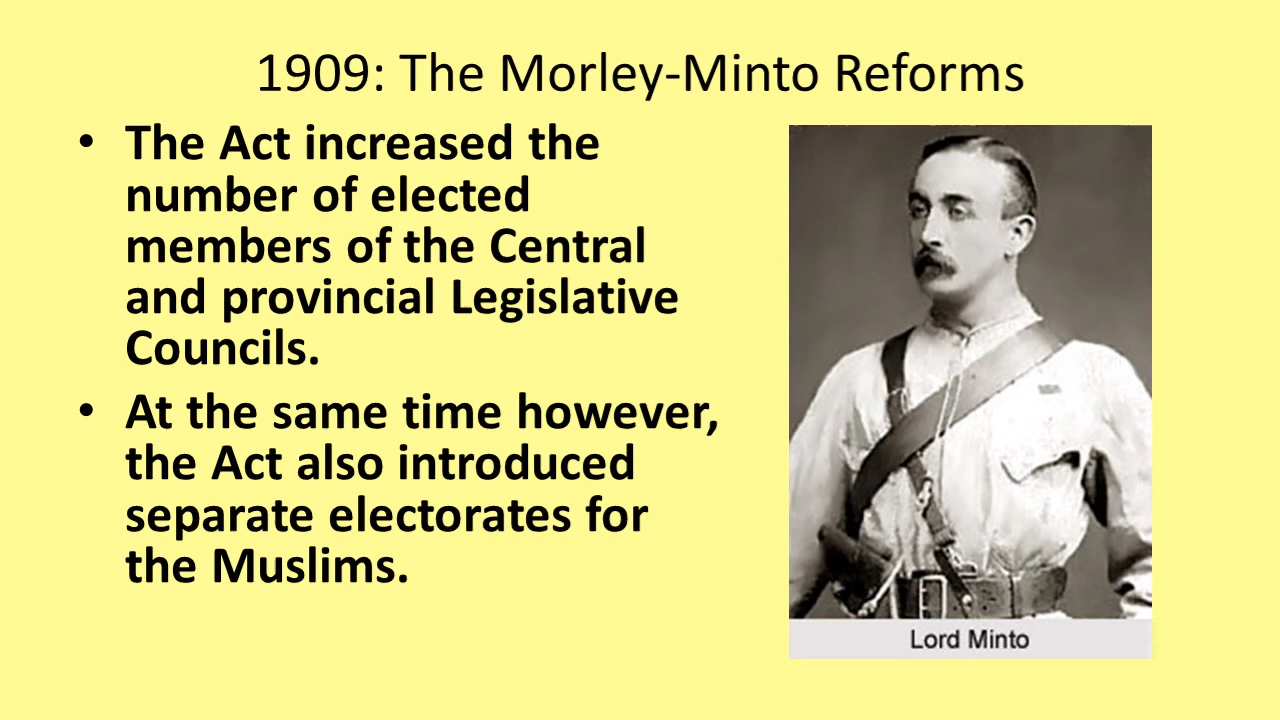 1909: The Morley-Minto Reforms
• The Act increased the
number of elected
members of the Central
and provincial Legislative
Councils.
• At the same time however,
the Act also introduced
separate electorates for
the Muslims.
Lord Minto